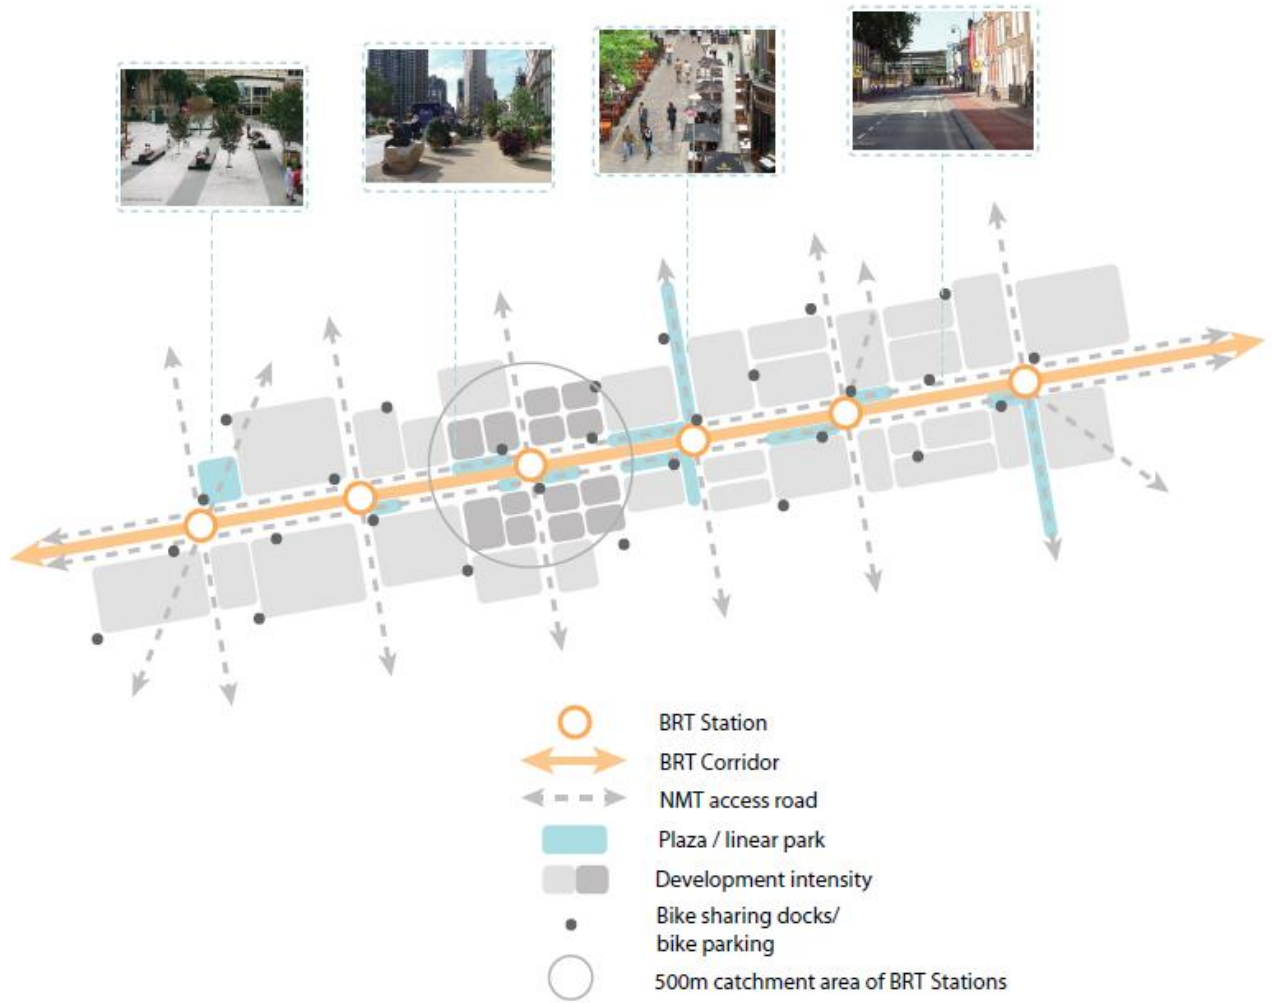 BRT Station
BRT Corridor
NMT access road
Plaza / linear park
Development intensity
Bike sharing docks/
bike parking
500m catchment area of BRT Stations